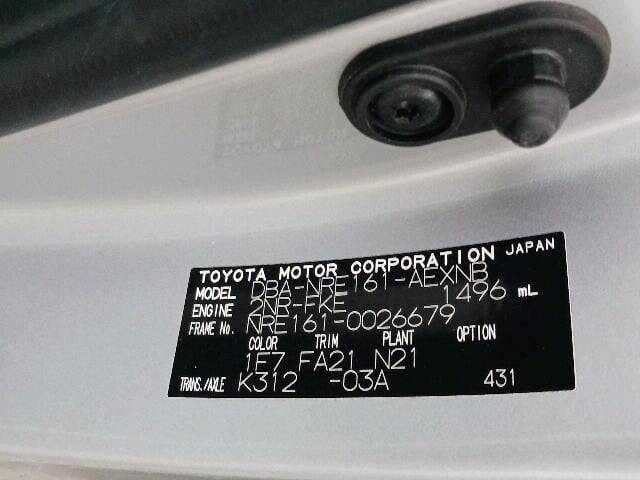 TOYOTA MOTOR CORPORATION JAPAN
MODEL DBA-NRE161-AEXNB
ENGINE 2NR-FKE 1496 mL
FRAME No. NRE161-0026679
COLOR TRIM PLANT OPTION
1F7 FA21 N21
TRANS./AXLE K312 -03A 431